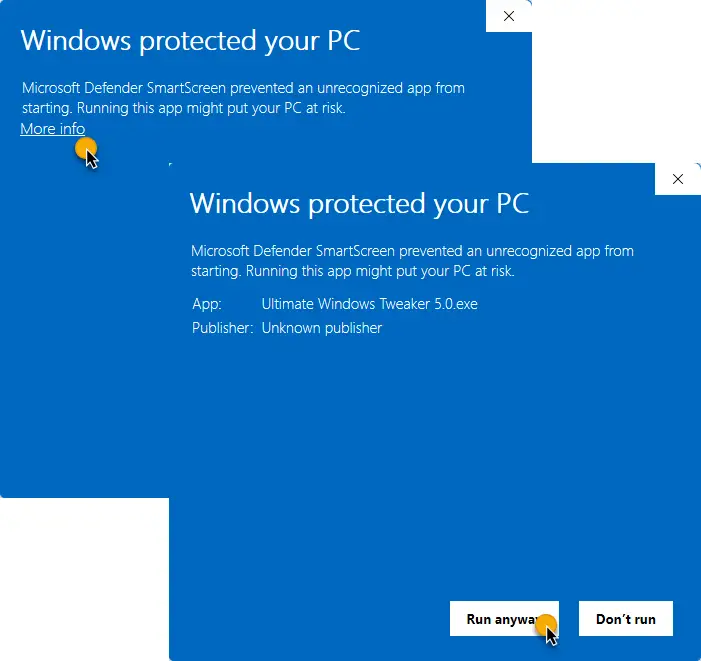 Windows protected your PC
Microsoft Defender SmartScreen prevented an unrecognized app from
starting. Running this app might put your PC at risk.
More info
Windows protected your PC
Microsoft Defender SmartScreen prevented an unrecognized app from
starting. Running this app might put your PC at risk.
App: Ultimate Windows Tweaker 5.0.exe
Publisher: Unknown publisher
Run anyway Don't run